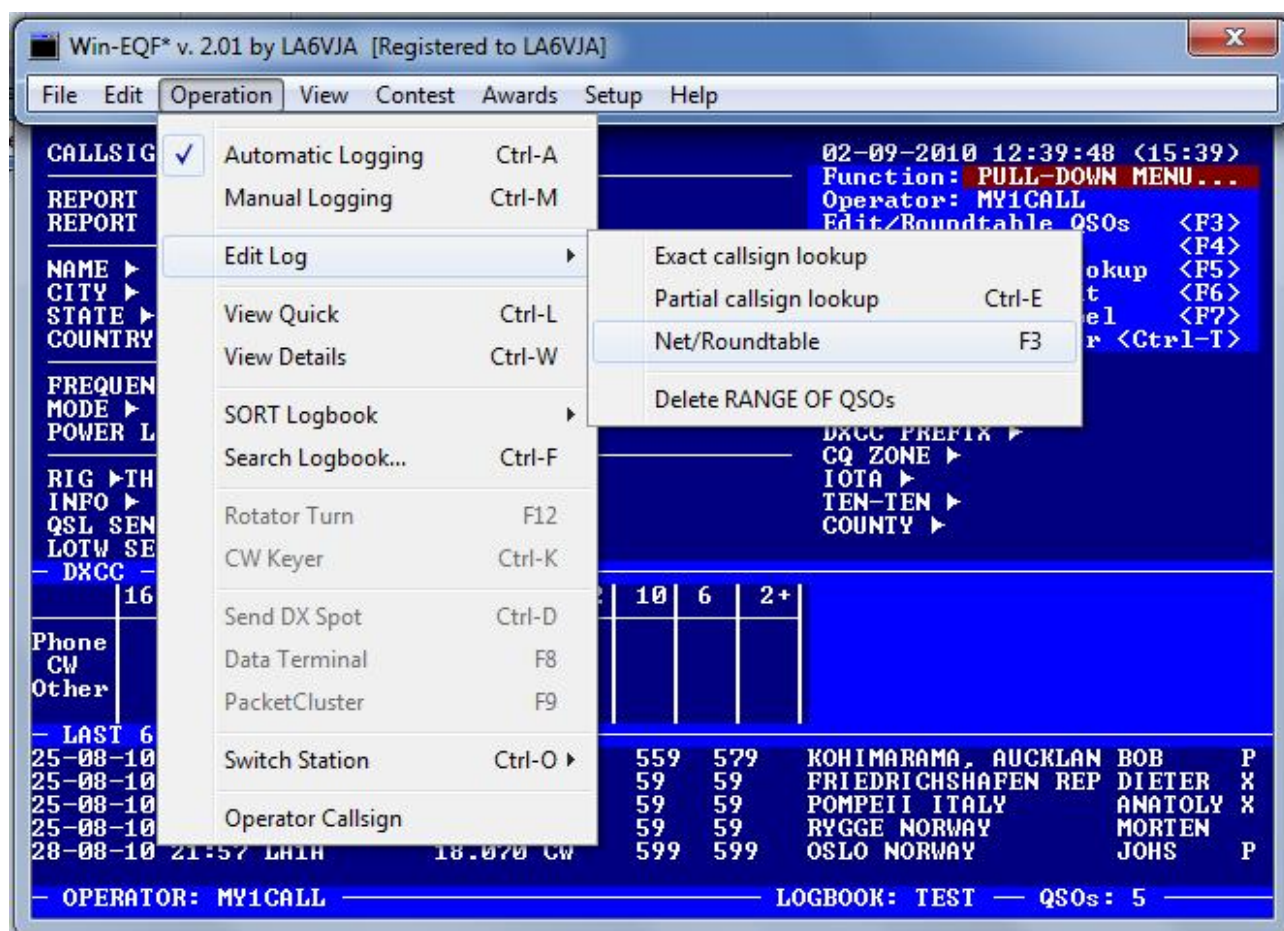 Win-EQF* v. 2.01 by LA6VJA [Registered to LA6VJA]
File Edit Operation View Contest Awards Setup Help
CALLSIG
REPORT
REPORT
NAME ►
CITY ►
STATE ►
COUNTRY
FREQUEN
MODE ►
POWER L
RIG ►TH
INFO ►
QSL SEN
LOTW SE
✓ Automatic Logging Ctrl-A
Manual Logging Ctrl-M
Edit Log
View Quick Ctrl-L
View Details Ctrl-W
SORT Logbook
Search Logbook... Ctrl-F
Rotator Turn F12
CW Keyer Ctrl-K
Send DX Spot Ctrl-D
Data Terminal F8
PacketCluster F9
Switch Station Ctrl-O
Operator Callsign
Exact callsign lookup
Partial callsign lookup Ctrl-E
Net/Roundtable F3
Delete RANGE OF QSOs
02-09-2010 12:39:48 (15:39)
Function: PULL-DOWN MENU...
Operator: MY1CALL
Edit/Roundtable QSOs <F3>
<F4>
okup <F5>
t <F6>
el <F7>
r <Ctrl-T>
DXCC PREFIX ►
CQ ZONE ►
IOTA ►
TEN-TEN ►
COUNTY ►
DXCC
16 10 6 2+
Phone
CW
Other
LAST 6
25-08-10 559 579 KOHIMARAMA, AUCKLAN BOB P
25-08-10 59 59 FRIEDRICHSHAFEN REP DIETER X
25-08-10 59 59 POMPEII ITALY ANATOLY X
25-08-10 59 59 RYGGE NORWAY MORTEN
28-08-10 21:57 LA1H 18.070 CW 599 599 OSLO NORWAY JOHS P
OPERATOR: MY1CALL LOGBOOK: TEST QSOs: 5